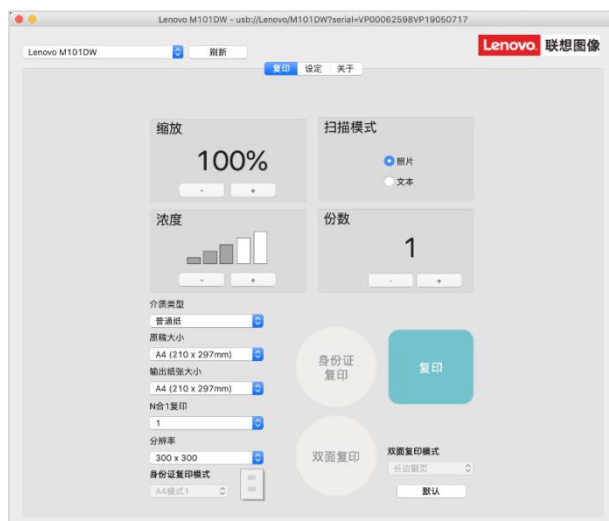 Lenovo M101DW - usb://Lenovo/M101DW?serial=VP00062598VP19050717
Lenovo M101DW
刷新
Lenovo. 联想图像
复印 设定 关于
缩放
100%
- +
扫描模式
照片
文本
浓度
- +
份数
1
- +
介质类型
普通纸
原稿大小
A4 (210 x 297mm)
输出纸张大小
A4 (210 x 297mm)
N合1复印
1
分辨率
300 x 300
身份证复印模式
A4模式1
身份证
复印
复印
双面复印
双面复印模式
长边翻页
默认